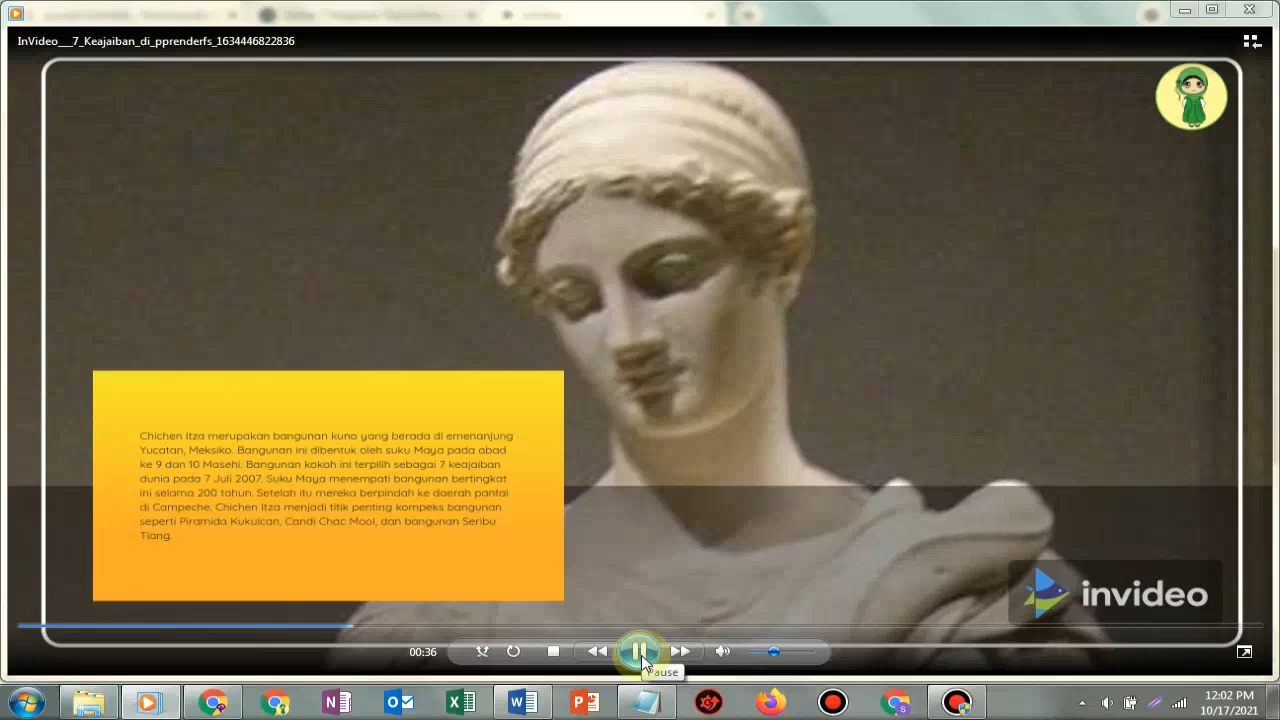 InVideo___7_Keajaiban_di_pprenderfs_1634446822836
Chichen Itza merupakan bangunan kuno yang berada di emenanjung
Yucatan, Meksiko. Bangunan ini dibentuk oleh suku Maya pada abad
ke 9 dan 10 Masehi. Bangunan kokoh ini terpilih sebagai 7 keajaiban
dunia pada 7 Juli 2007. Suku Maya menempati bangunan bertingkat
ini selama 200 tahun. Setelah itu mereka berpindah ke daerah pantai
di Campeche. Chichen Itza menjadi titik penting kompeks bangunan
seperti Piramida Kukulcan, Candi Chac Mool, dan bangunan Seribu
Tiang.
invideo
00:36
Pause
12:02 PM
10/17/2021